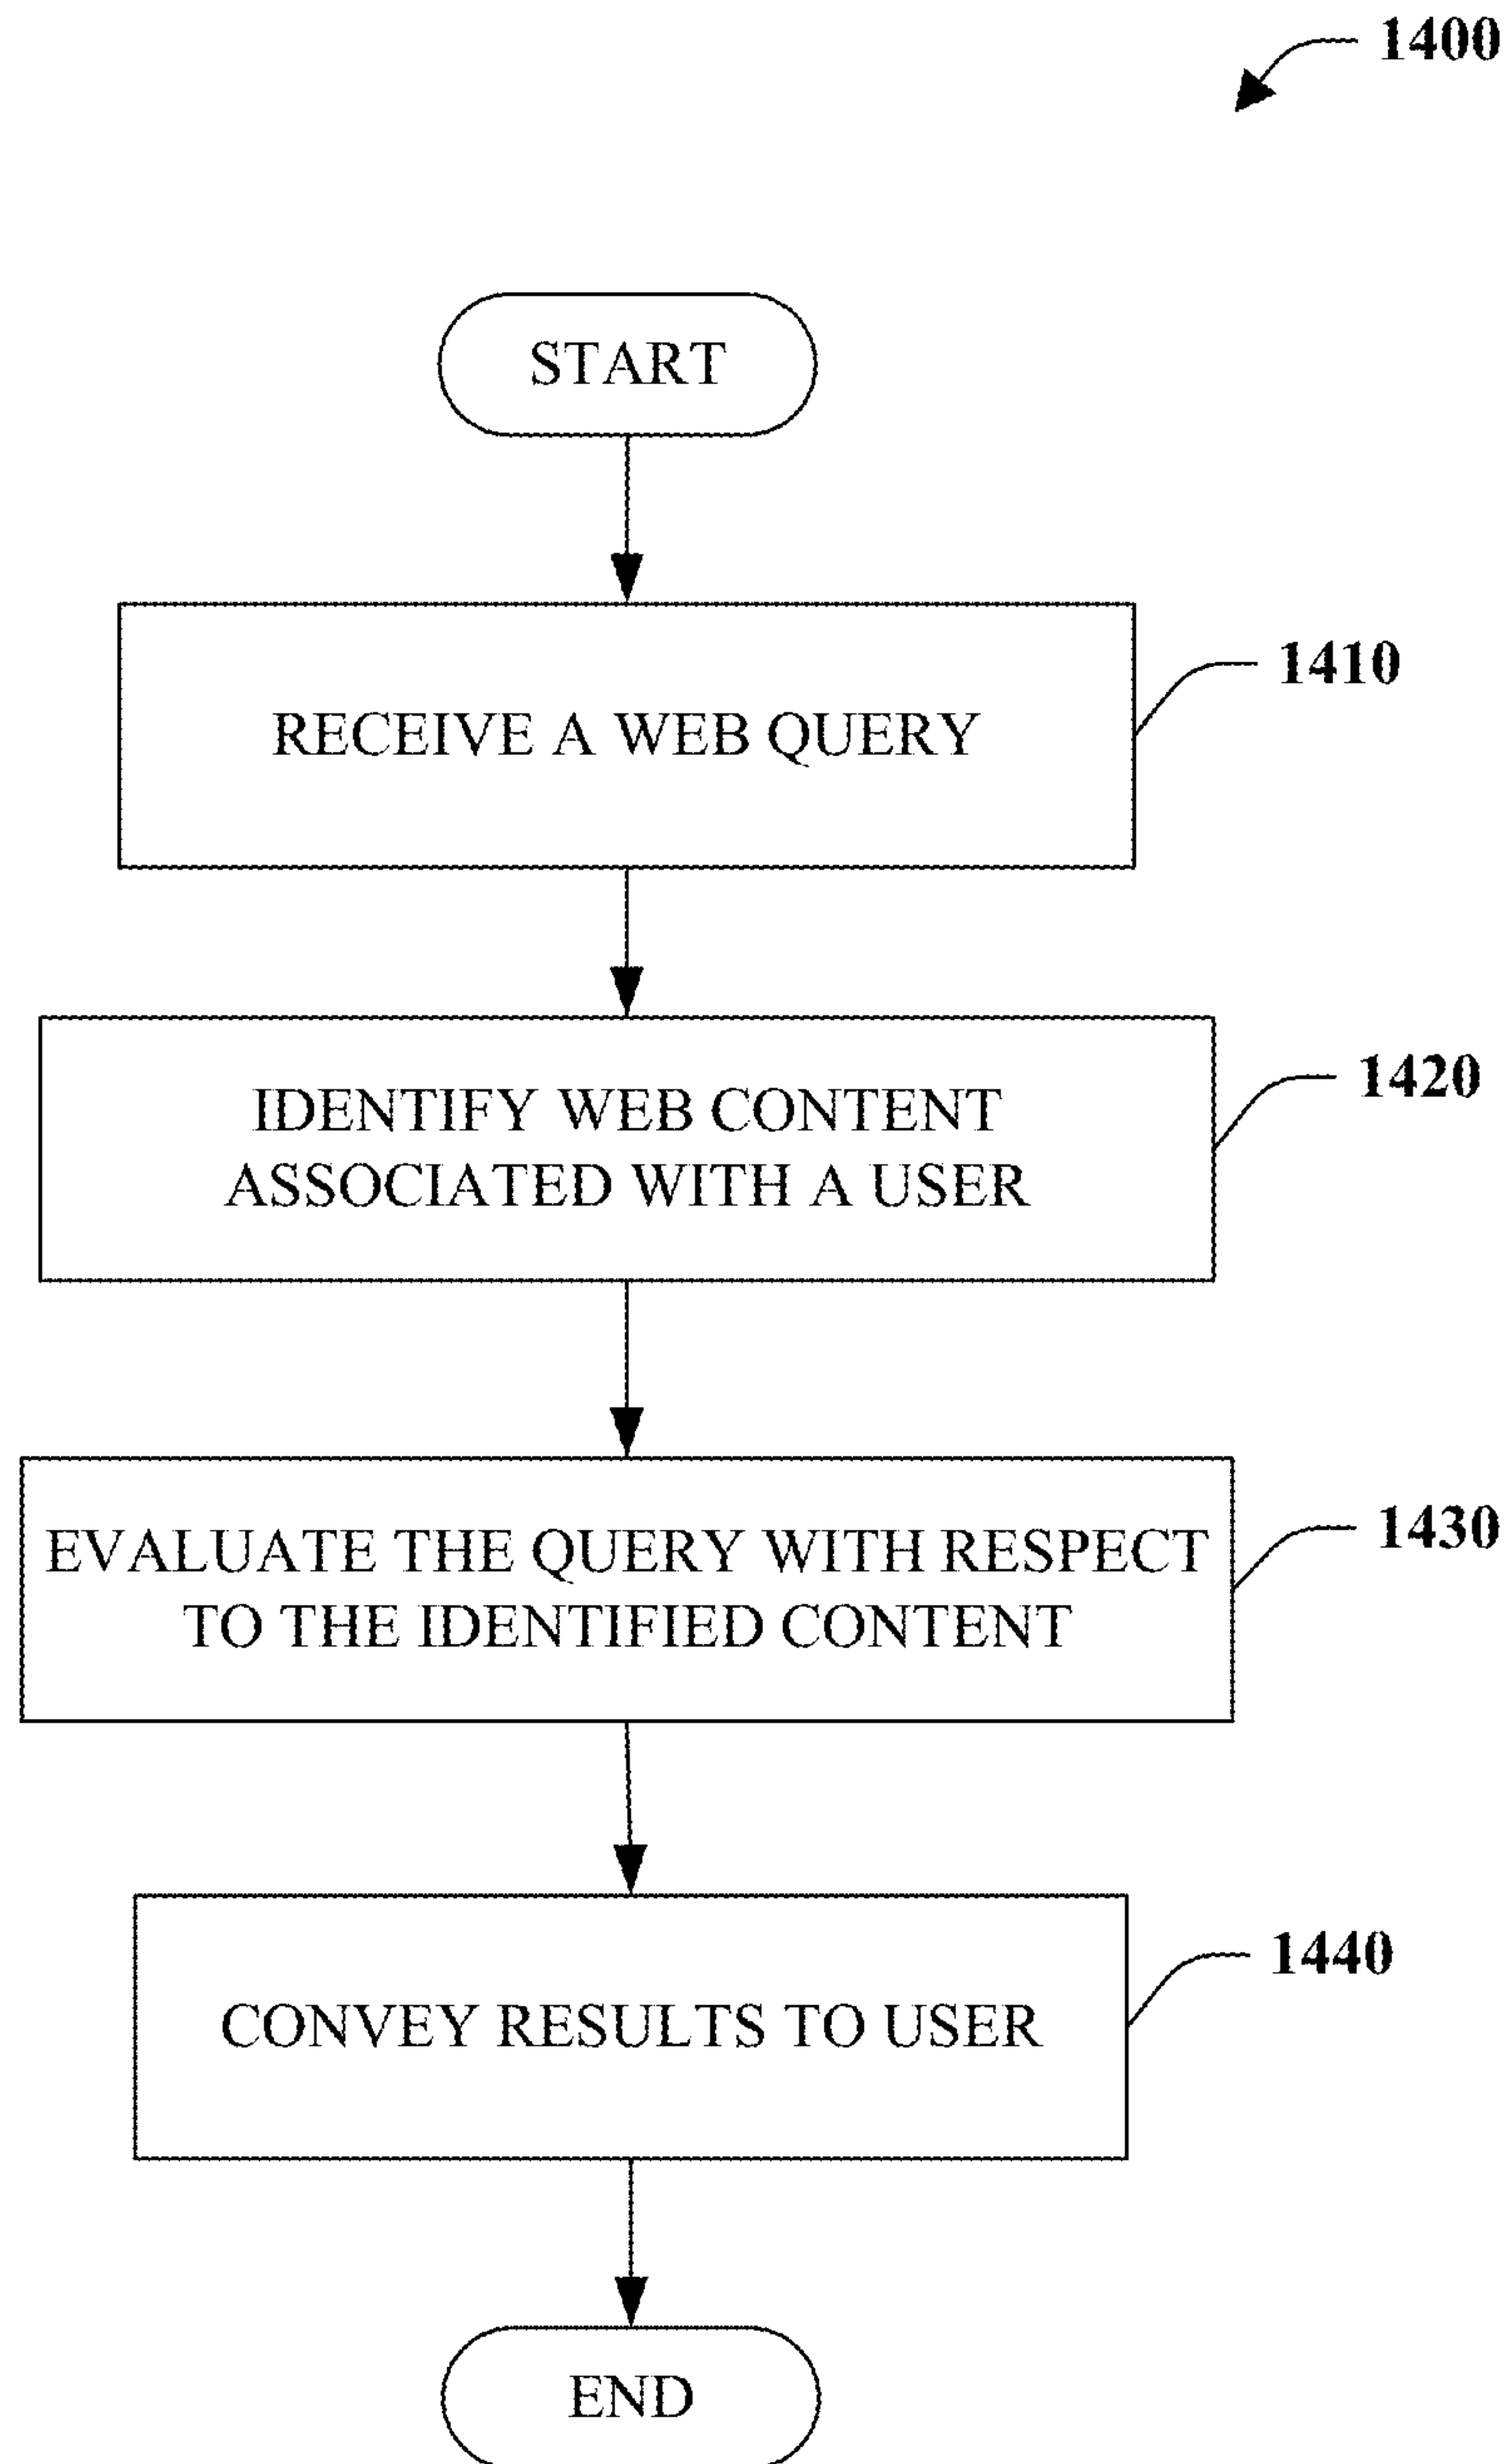 1400
START
RECEIVE A WEB QUERY
1410
IDENTIFY WEB CONTENT
ASSOCIATED WITH A USER
1420
EVALUATE THE QUERY WITH RESPECT
TO THE IDENTIFIED CONTENT
1430
CONVEY RESULTS TO USER
1440
END